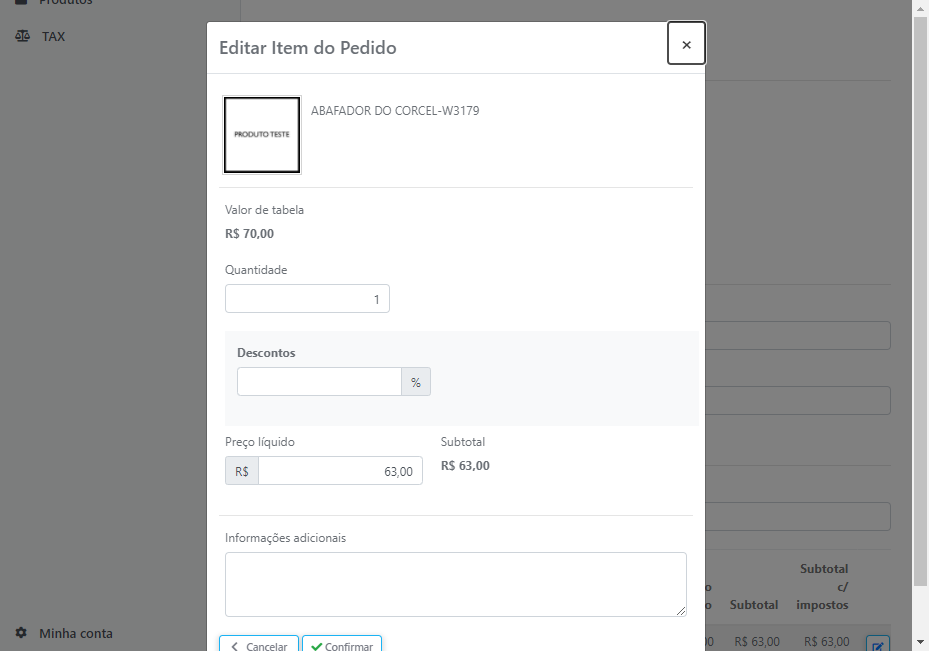 Produtos
TAX
Editar Item do Pedido
×
PRODUTO TESTE
ABAFADOR DO CORCEL-W3179
Valor de tabela
R$ 70,00
Quantidade
1
Descontos
%
Preço líquido
Subtotal
R$ 63,00
R$ 63,00
Informações adicionais
Cancelar
Confirmar
Subtotal
c/
o
o Subtotal impostos
00 R$ 63,00 R$ 63,00
Minha conta